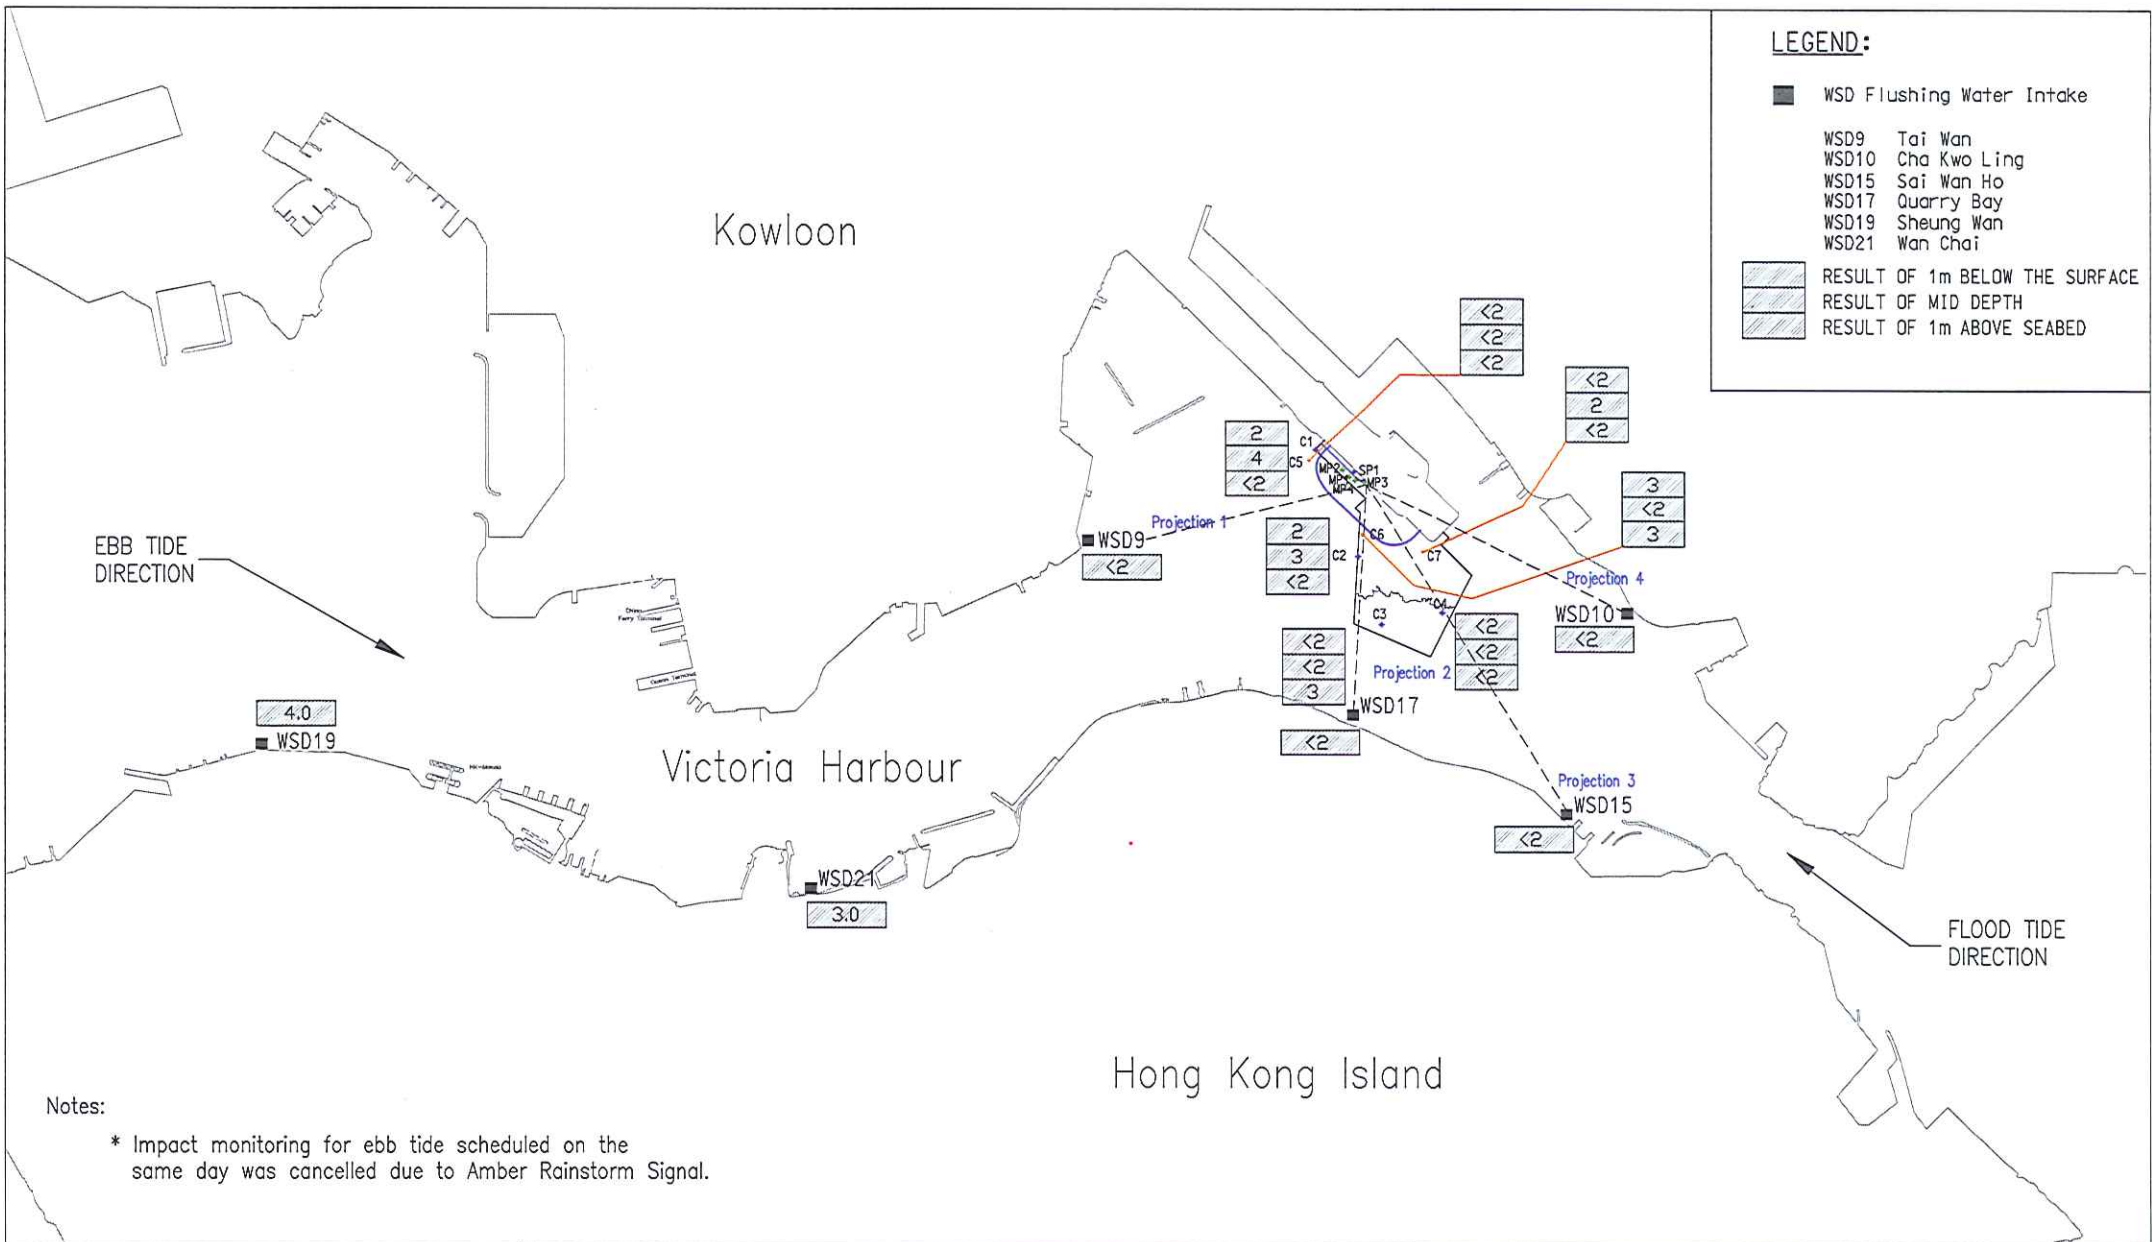 LEGEND:
WSD Flushing Water Intake
WSD9 Tai Wan
WSD10 Cha Kwo Ling
WSD15 Sai Wan Ho
WSD17 Quarry Bay
WSD19 Sheung Wan
WSD21 Wan Chai
RESULT OF 1m BELOW THE SURFACE
RESULT OF MID DEPTH
RESULT OF 1m ABOVE SEABED
Kowloon
<2
<2
<2
<2
2
<2
2
4
<2
C1
C5
MP2
SP1
MP3
3
<2
3
Projection 1
WSD9
<2
2
3
<2
C2
C6
C7
EBB TIDE
DIRECTION
Projection 4
WSD10
<2
C3
C4
<2
<2
3
<2
<2
<2
Projection 2
Ferry Terminal
Ocean Terminal
4.0
WSD19
WSD17
<2
Victoria Harbour
Projection 3
WSD15
<2
WSD21
3.0
FLOOD TIDE
DIRECTION
Hong Kong Island
Notes:
* Impact monitoring for ebb tide scheduled on the
same day was cancelled due to Amber Rainstorm Signal.